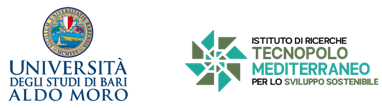 UNIVERSITÀ
DEGLI STUDI DI BARI
ALDO MORO
ISTITUTO DI RICERCHE
TECNOPOLO
MEDITERRANEO
PER LO SVILUPPO SOSTENIBILE